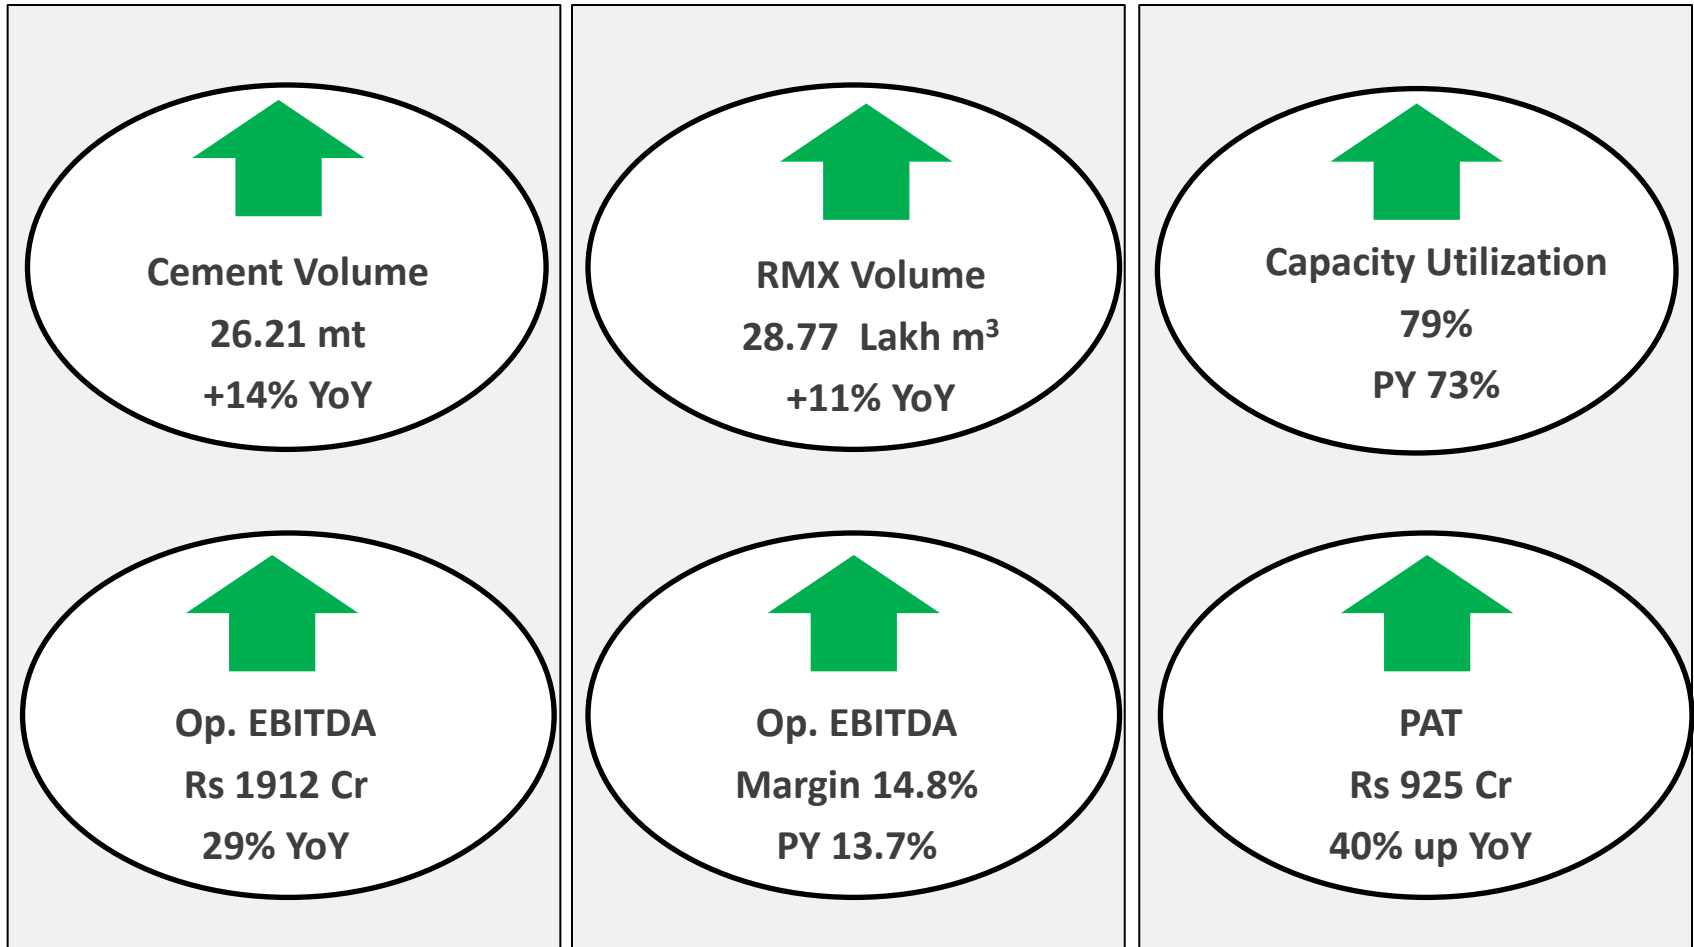 Cement Volume
26.21 mt
+14% YoY
RMX Volume
28.77 Lakh m³
+11% YoY
Capacity Utilization
79%
PY 73%
Op. EBITDA
Rs 1912 Cr
29% YoY
Op. EBITDA
Margin 14.8%
PY 13.7%
PAT
Rs 925 Cr
40% up YoY